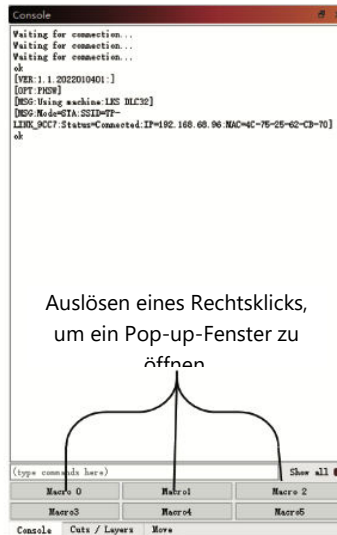 Console
Waiting for connection...
Waiting for connection...
Waiting for connection...
ok
[VER:1.1.2022010401:]
[OPT:PHSW]
[MSG:Using machine:LKS DLC32]
[MSG:Mode=STA:SSID=TP-
LINK_9CC7:Status=Connected:IP=192.168.68.96:MAC=4C-75-25-62-CB-70]
ok
Auslösen eines Rechtsklicks,
um ein Pop-up-Fenster zu
öffnen
(type commands here) Show all
Macro 0 Macro1 Macro 2
Macro3 Macro4 Macro5
Console Cuts / Layers Move